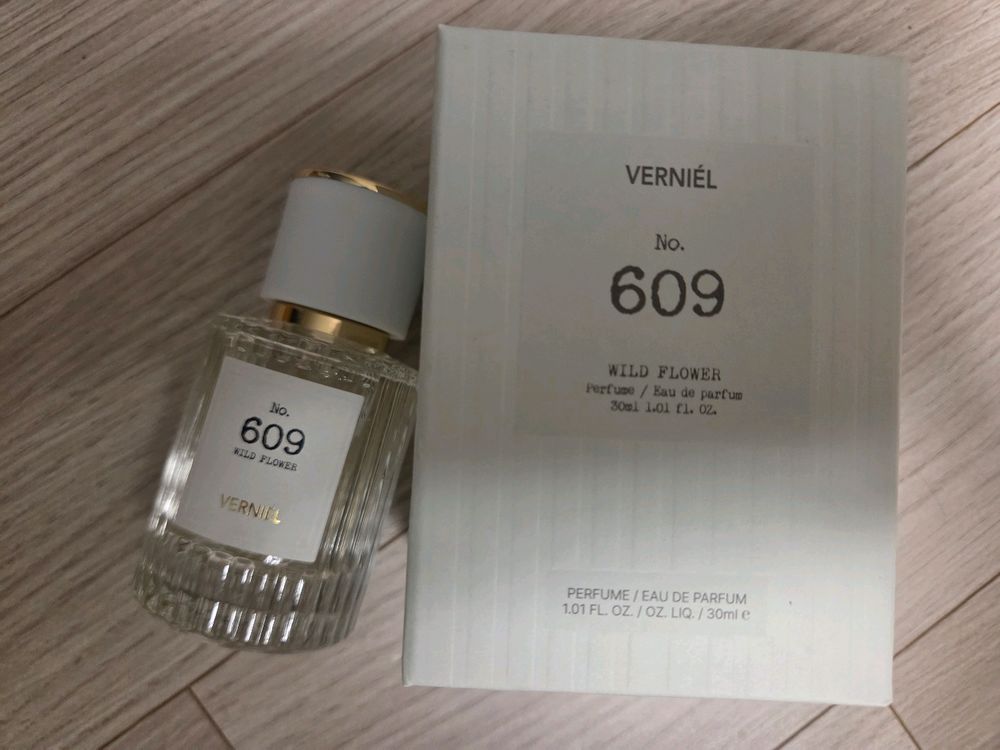 No.
609
WILD FLOWER
VERNIÉL
VERNIÉL
No.
609
WILD FLOWER
Perfume / Eau de parfum
30ml 1.01 fl. OZ.
PERFUME / EAU DE PARFUM
1.01 FL. OZ. / OZ. LIQ. / 30ml e